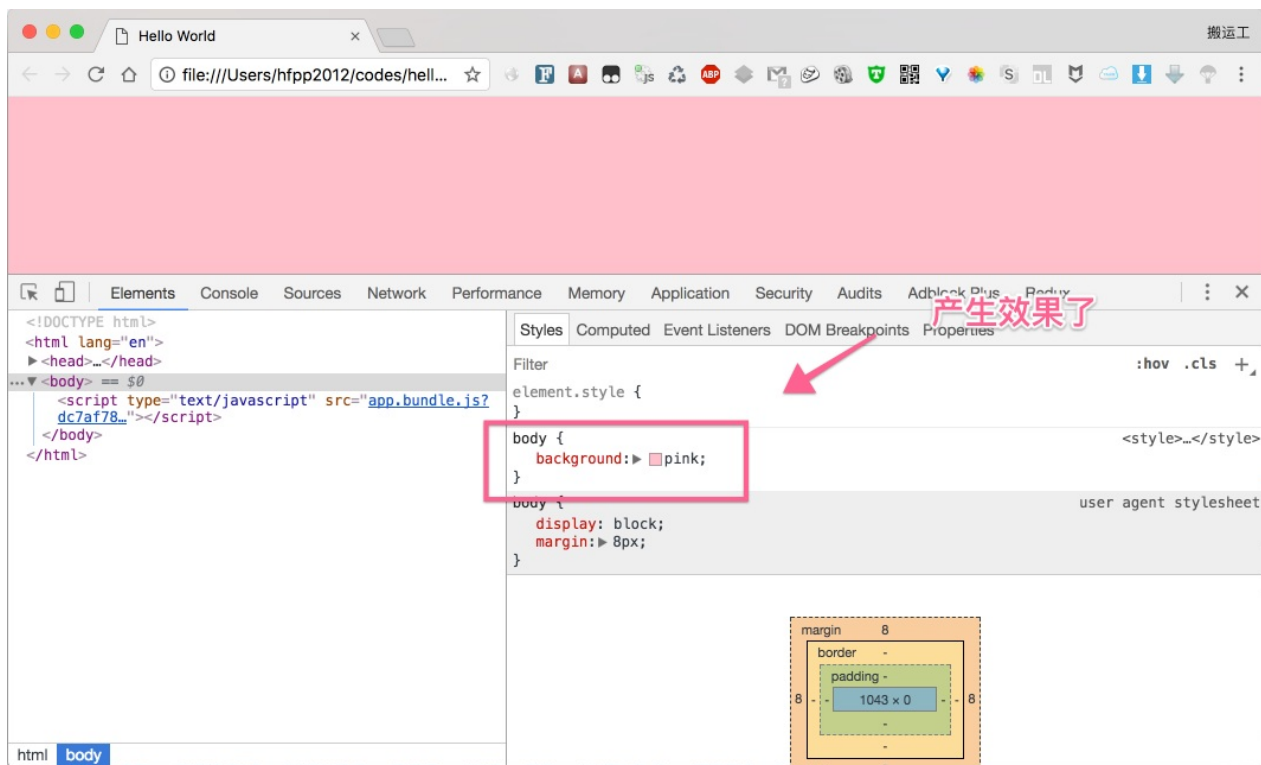 Hello World
搬运工
file:///Users/hfpp2012/codes/hell...
Elements Console Sources Network Performance Memory Application Security Audits Adblock Plus Redux
产生效果了
<!DOCTYPE html>
<html lang="en">
<head>…</head>
<body> == $0
<script type="text/javascript" src="app.bundle.js?
dc7af78…"></script>
</body>
</html>
Styles Computed Event Listeners DOM Breakpoints Properties
Filter :hov .cls +
element.style {
}
body { <style>…</style>
background: pink;
}
body { user agent stylesheet
display: block;
margin: 8px;
}
margin 8
border -
padding -
8 - - 1043 × 0 - - 8
-
-
html body